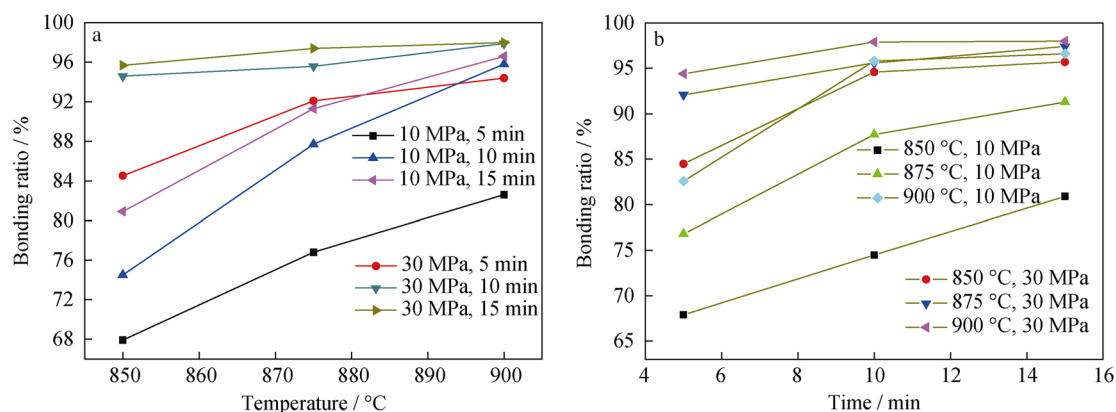 a
100
96
92
88
84
80
76
72
68
Bonding ratio / %
10 MPa, 5 min
10 MPa, 10 min
10 MPa, 15 min
30 MPa, 5 min
30 MPa, 10 min
30 MPa, 15 min
850 860 870 880 890 900
Temperature / °C
b
100
95
90
85
80
75
70
65
Bonding ratio / %
850 °C, 10 MPa
875 °C, 10 MPa
900 °C, 10 MPa
850 °C, 30 MPa
875 °C, 30 MPa
900 °C, 30 MPa
4 6 8 10 12 14 16
Time / min